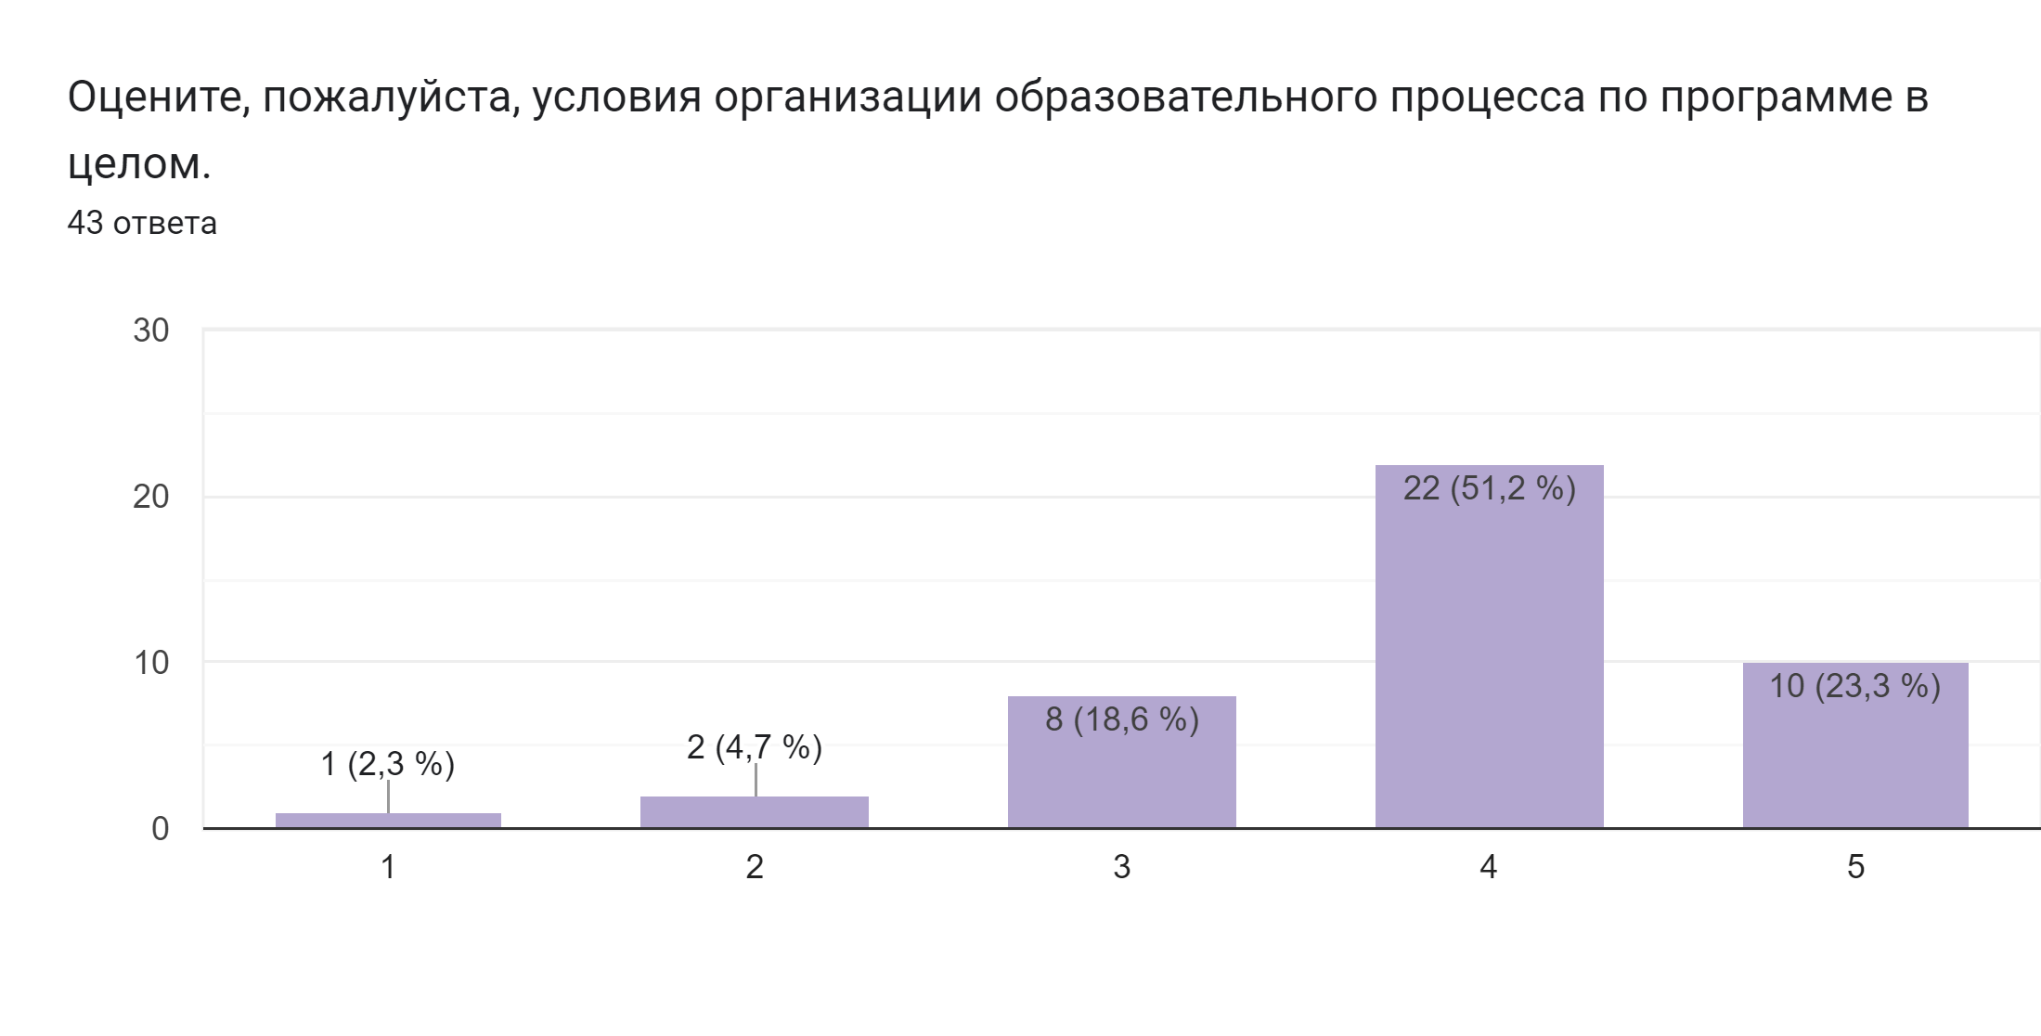 Оцените, пожалуйста, условия организации образовательного процесса по программе в
целом.
43 ответа
30
20
10
0
1 (2,3 %)
2 (4,7 %)
8 (18,6 %)
22 (51,2 %)
10 (23,3 %)
1
2
3
4
5